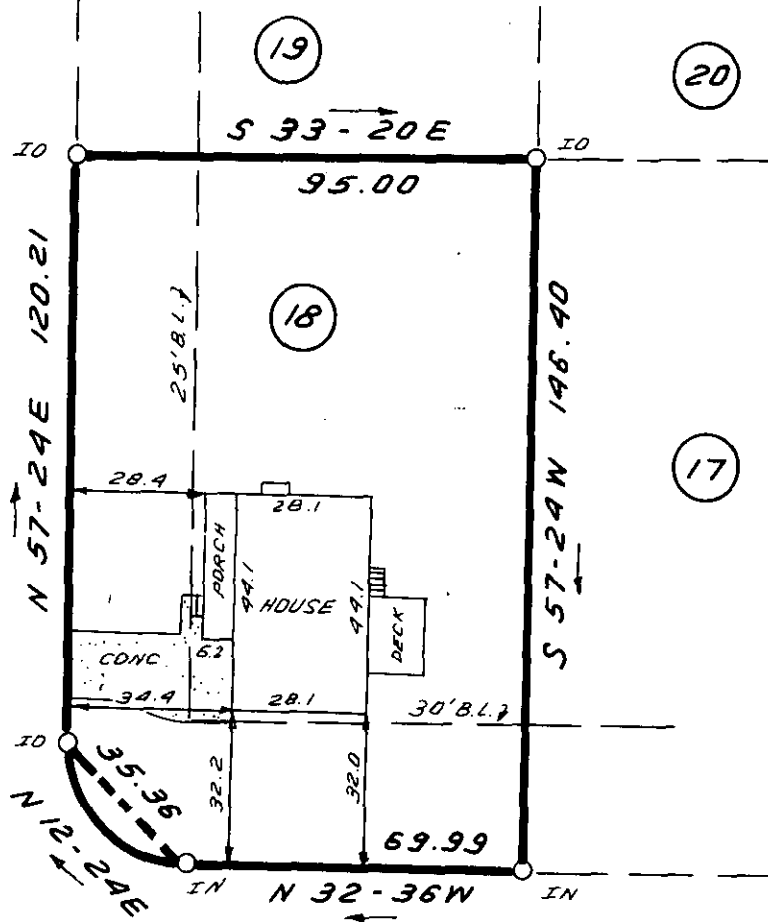 19
20
S 33-20E
IO
IO
95.00
N 57-24E 120.21
25'B.L.
18
S 57-24W 146.40
17
28.4
28.1
PORCH
44.1
HOUSE
44.1
DECK
CONC.
6.2
34.4
28.1
30'B.L.
IO
35.36
32.2
32.0
69.99
N 12-24E
IN
N 32-36W
IN